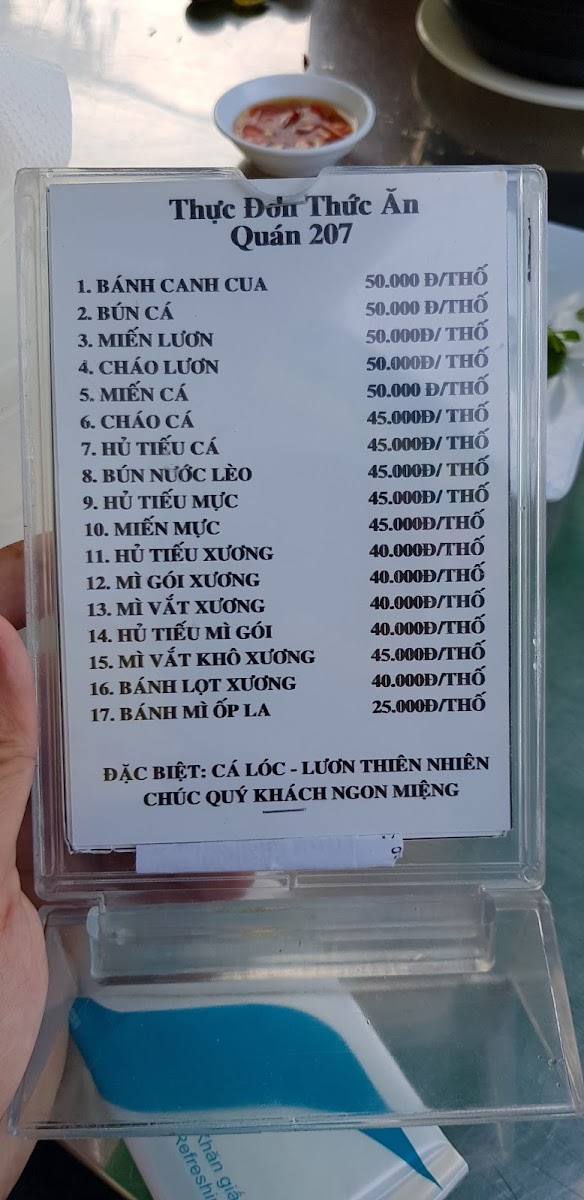 Thực Đơn Thức Ăn
Quán 207
1. BÁNH CANH CUA 50.000 Đ/THỐ
2. BÚN CÁ 50.000 Đ/THỐ
3. MIẾN LƯƠN 50.000Đ/ THỐ
4. CHÁO LƯƠN 50.000Đ/ THỐ
5. MIẾN CÁ 50.000 Đ/THỐ
6. CHÁO CÁ 45.000Đ/ THỐ
7. HỦ TIẾU CÁ 45.000Đ/ THỐ
8. BÚN NƯỚC LÈO 45.000Đ/ THỐ
9. HỦ TIẾU MỰC 45.000Đ/ THỐ
10. MIẾN MỰC 45.000Đ/THỐ
11. HỦ TIẾU XƯƠNG 40.000Đ/THỐ
12. MÌ GÓI XƯƠNG 40.000Đ/THỐ
13. MÌ VẮT XƯƠNG 40.000Đ/THỐ
14. HỦ TIẾU MÌ GÓI 40.000Đ/THỐ
15. MÌ VẮT KHÔ XƯƠNG 45.000Đ/THỐ
16. BÁNH LỌT XƯƠNG 40.000Đ/THỐ
17. BÁNH MÌ ỐP LA 25.000Đ/THỐ
ĐẶC BIỆT: CÁ LÓC - LƯƠN THIÊN NHIÊN
CHÚC QUÝ KHÁCH NGON MIỆNG
Khăn giấ
Refreshi